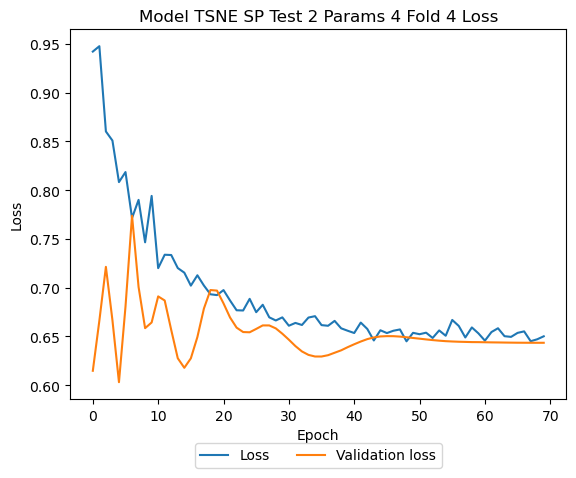 Model TSNE SP Test 2 Params 4 Fold 4 Loss
0.95
0.90
0.85
0.80
0.75
0.70
0.65
0.60
Loss
0 10 20 30 40 50 60 70
Epoch
Loss Validation loss